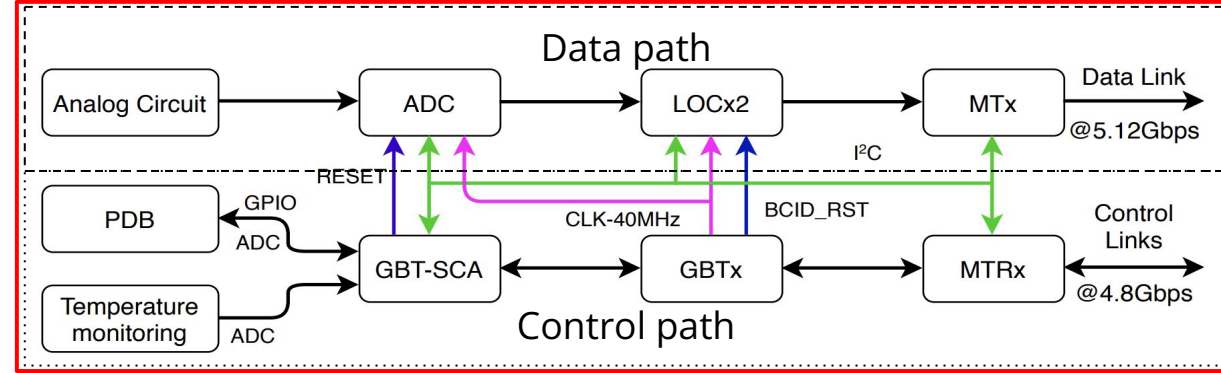 Data path
Analog Circuit
ADC
LOCx2
MTx
Data Link
@5.12Gbps
I²C
RESET
PDB
GPIO
ADC
CLK-40MHz
BCID_RST
Control
Links
GBT-SCA
GBTx
MTRx
@4.8Gbps
Temperature
monitoring
ADC
Control path